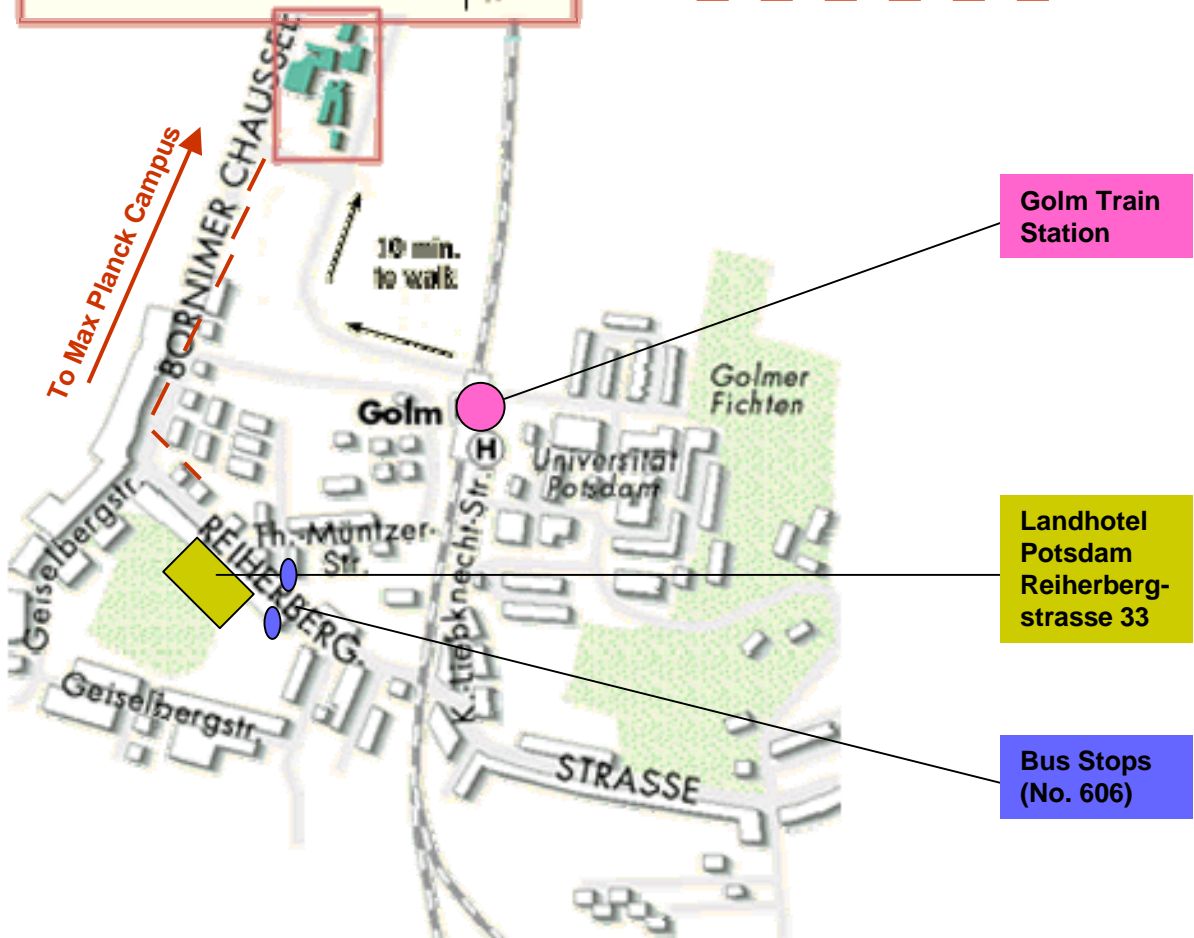 BORNIMER CHAUSSEE
To Max Planck Campus
10 min.
to walk
Golm Train
Station
Golmer
Fichten
Golm
H
Universität
Potsdam
Geiselbergstr.
REIHERBERG.
Th.-Müntzer-
Str.
K.-Liebknecht-Str.
Landhotel
Potsdam
Reiherberg-
strasse 33
Geiselbergstr.
STRASSE
Bus Stops
(No. 606)